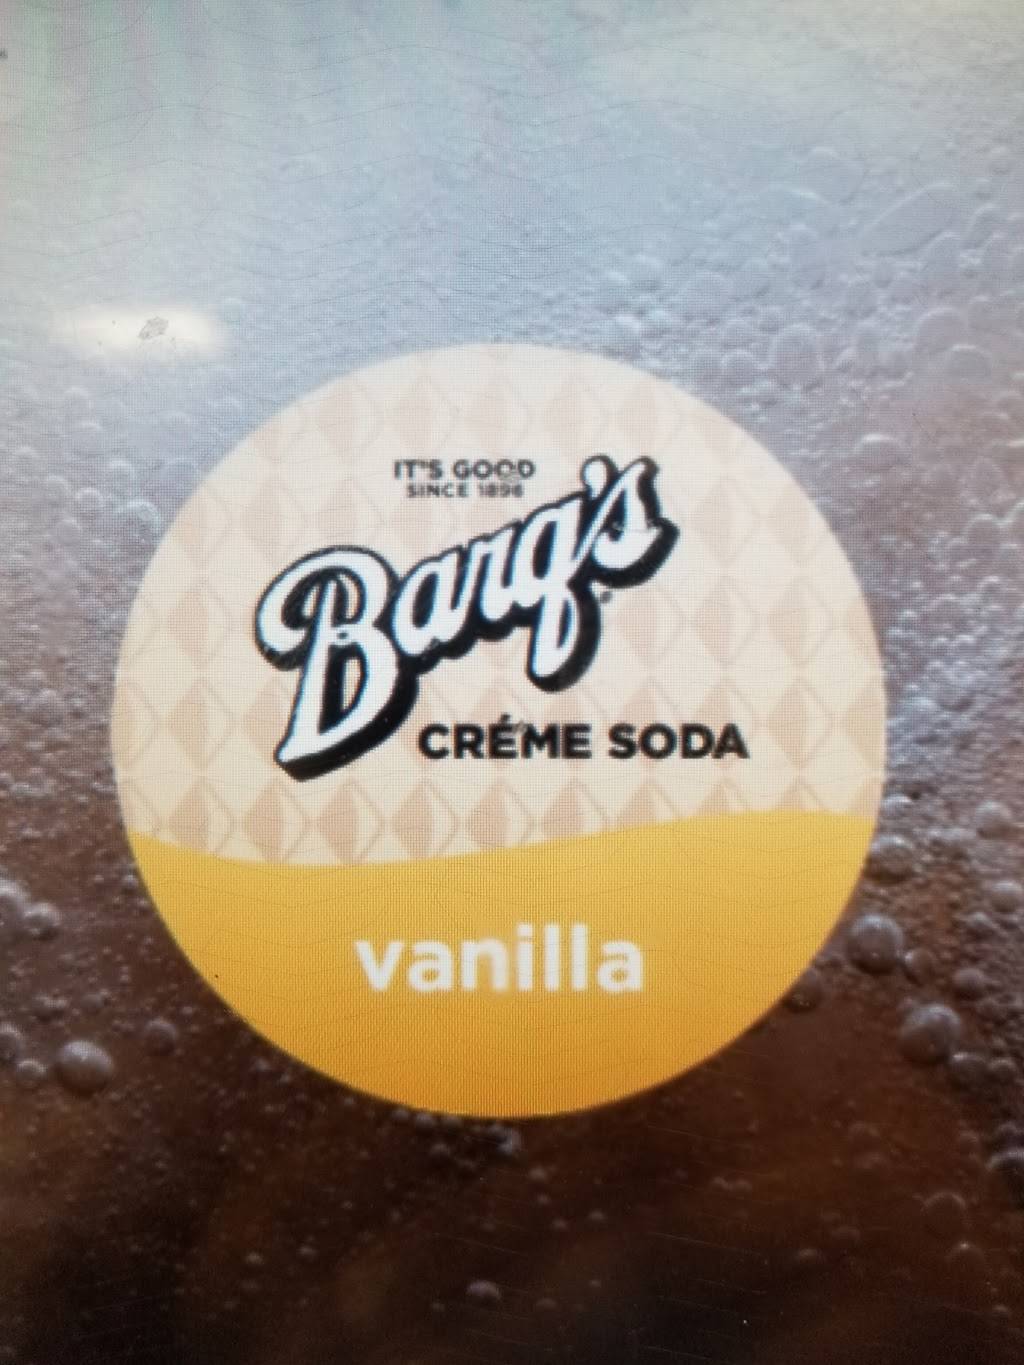 IT'S GOOD
SINCE 1898
Barq's
CRÉME SODA
vanilla